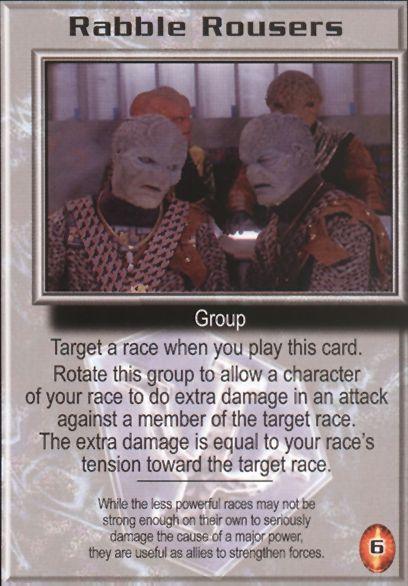 Rabble Rousers
Group
Target a race when you play this card.
Rotate this group to allow a character
of your race to do extra damage in an attack
against a member of the target race.
The extra damage is equal to your race's
tension toward the target race.
While the less powerful races may not be
strong enough on their own to seriously
damage the cause of a major power,
they are useful as allies to strengthen forces.
6